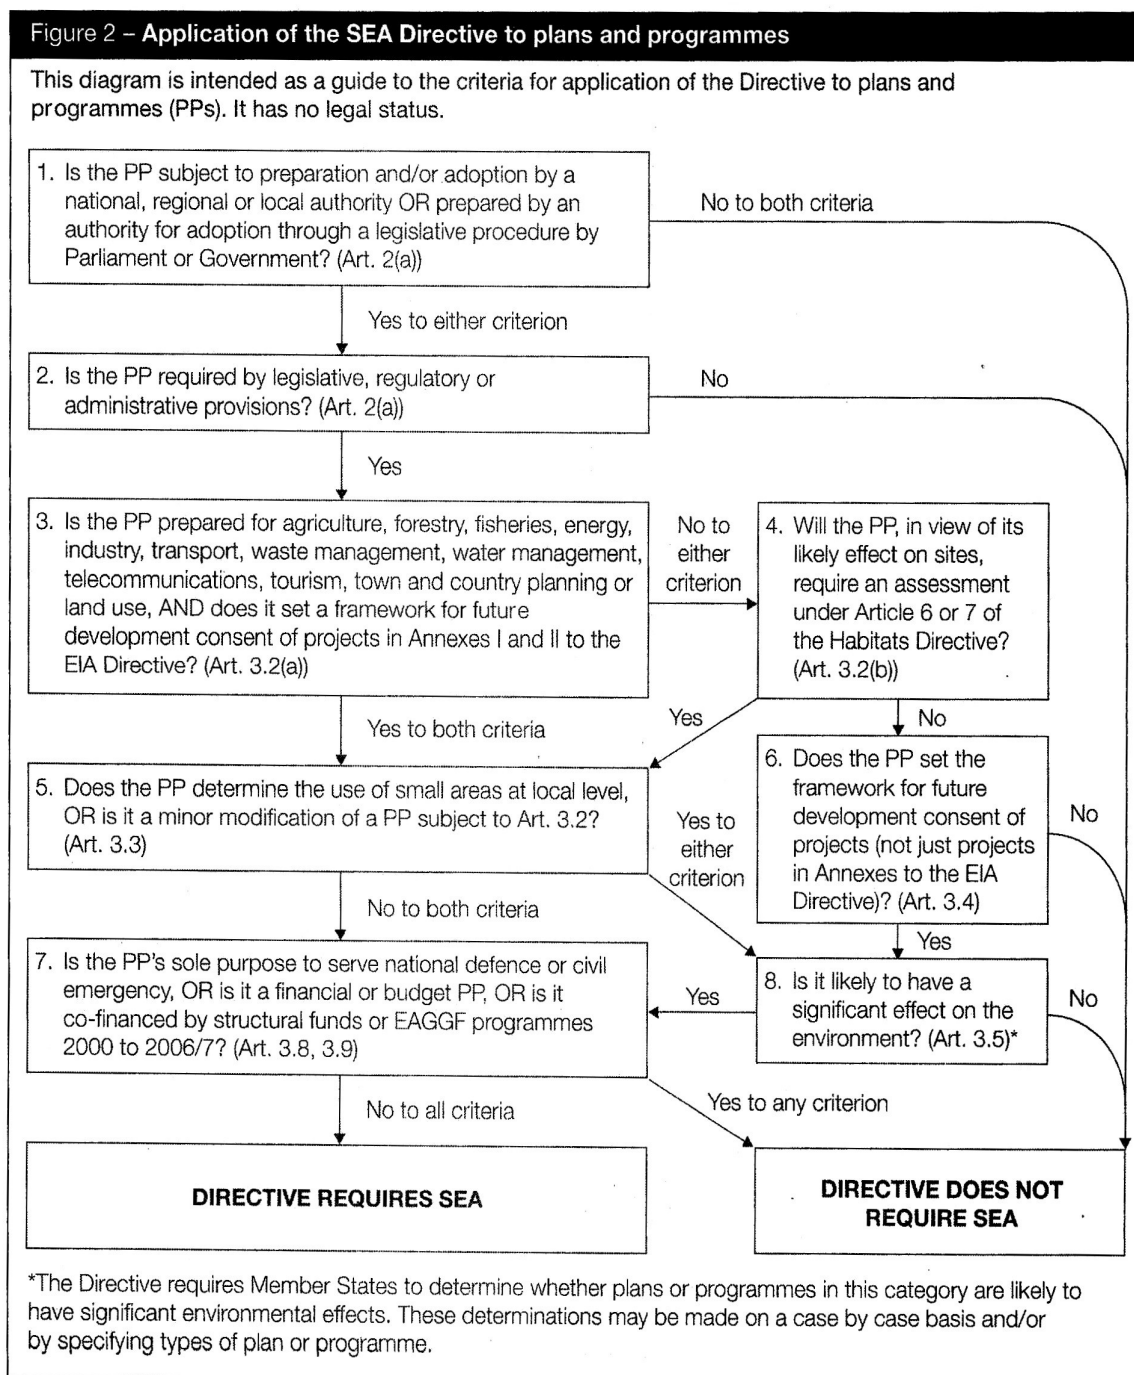 Figure 2 – Application of the SEA Directive to plans and programmes
This diagram is intended as a guide to the criteria for application of the Directive to plans and
programmes (PPs). It has no legal status.
1. Is the PP subject to preparation and/or adoption by a
national, regional or local authority OR prepared by an
authority for adoption through a legislative procedure by
Parliament or Government? (Art. 2(a))
No to both criteria
Yes to either criterion
2. Is the PP required by legislative, regulatory or
administrative provisions? (Art. 2(a))
No
Yes
3. Is the PP prepared for agriculture, forestry, fisheries, energy,
industry, transport, waste management, water management,
telecommunications, tourism, town and country planning or
land use, AND does it set a framework for future
development consent of projects in Annexes I and II to the
EIA Directive? (Art. 3.2(a))
No to
either
criterion
4. Will the PP, in view of its
likely effect on sites,
require an assessment
under Article 6 or 7 of
the Habitats Directive?
(Art. 3.2(b))
Yes to both criteria
Yes
No
5. Does the PP determine the use of small areas at local level,
OR is it a minor modification of a PP subject to Art. 3.2?
(Art. 3.3)
Yes to
either
criterion
6. Does the PP set the
framework for future
development consent of
projects (not just projects
in Annexes to the EIA
Directive)? (Art. 3.4)
No
No to both criteria
Yes
7. Is the PP's sole purpose to serve national defence or civil
emergency, OR is it a financial or budget PP, OR is it
co-financed by structural funds or EAGGF programmes
2000 to 2006/7? (Art. 3.8, 3.9)
Yes
8. Is it likely to have a
significant effect on the
environment? (Art. 3.5)*
No
No to all criteria
Yes to any criterion
DIRECTIVE REQUIRES SEA
DIRECTIVE DOES NOT
REQUIRE SEA
*The Directive requires Member States to determine whether plans or programmes in this category are likely to
have significant environmental effects. These determinations may be made on a case by case basis and/or
by specifying types of plan or programme.